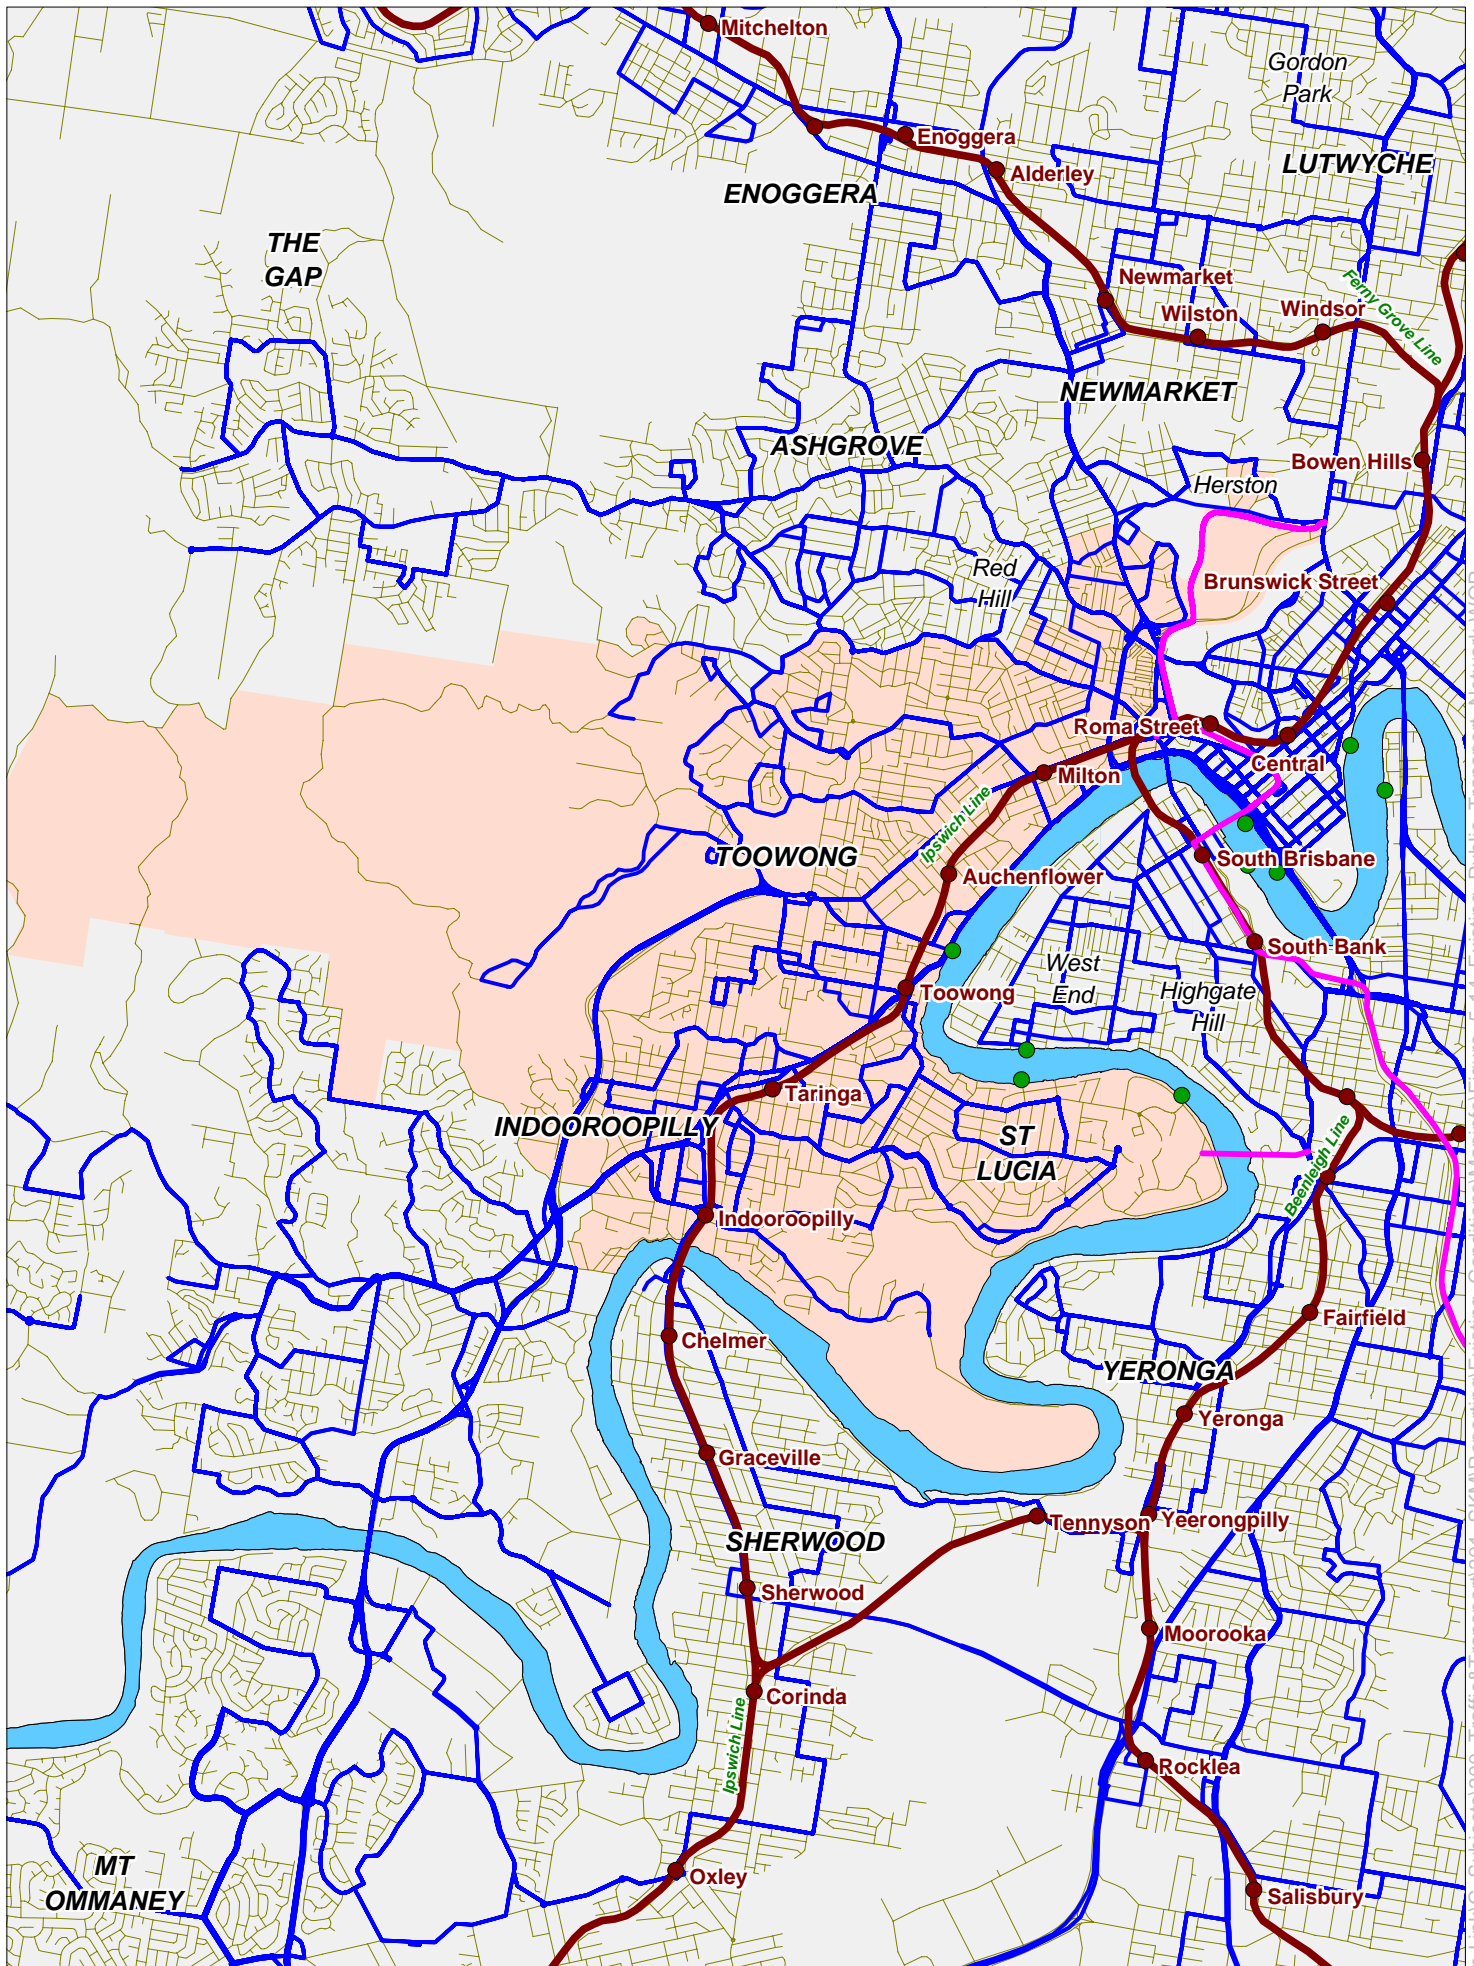 Mitchelton
Gordon
Park
Enoggera
LUTWYCHE
Alderley
ENOGGERA
THE
GAP
Newmarket
Ferny Grove Line
Wilston
Windsor
NEWMARKET
ASHGROVE
Bowen Hills
Herston
Red
Hill
Brunswick Street
Roma Street
Central
Milton
Ipswich Line
TOOWONG
South Brisbane
Auchenflower
South Bank
West
End
Highgate
Hill
Toowong
Taringa
INDOOROOPILLY
ST
LUCIA
Beenleigh Line
Indooroopilly
Fairfield
Chelmer
YERONGA
Yeronga
Graceville
Tennyson
Yeerongpilly
SHERWOOD
Sherwood
Moorooka
Corinda
Ipswich Line
Rocklea
MT
OMMANEY
Oxley
Salisbury